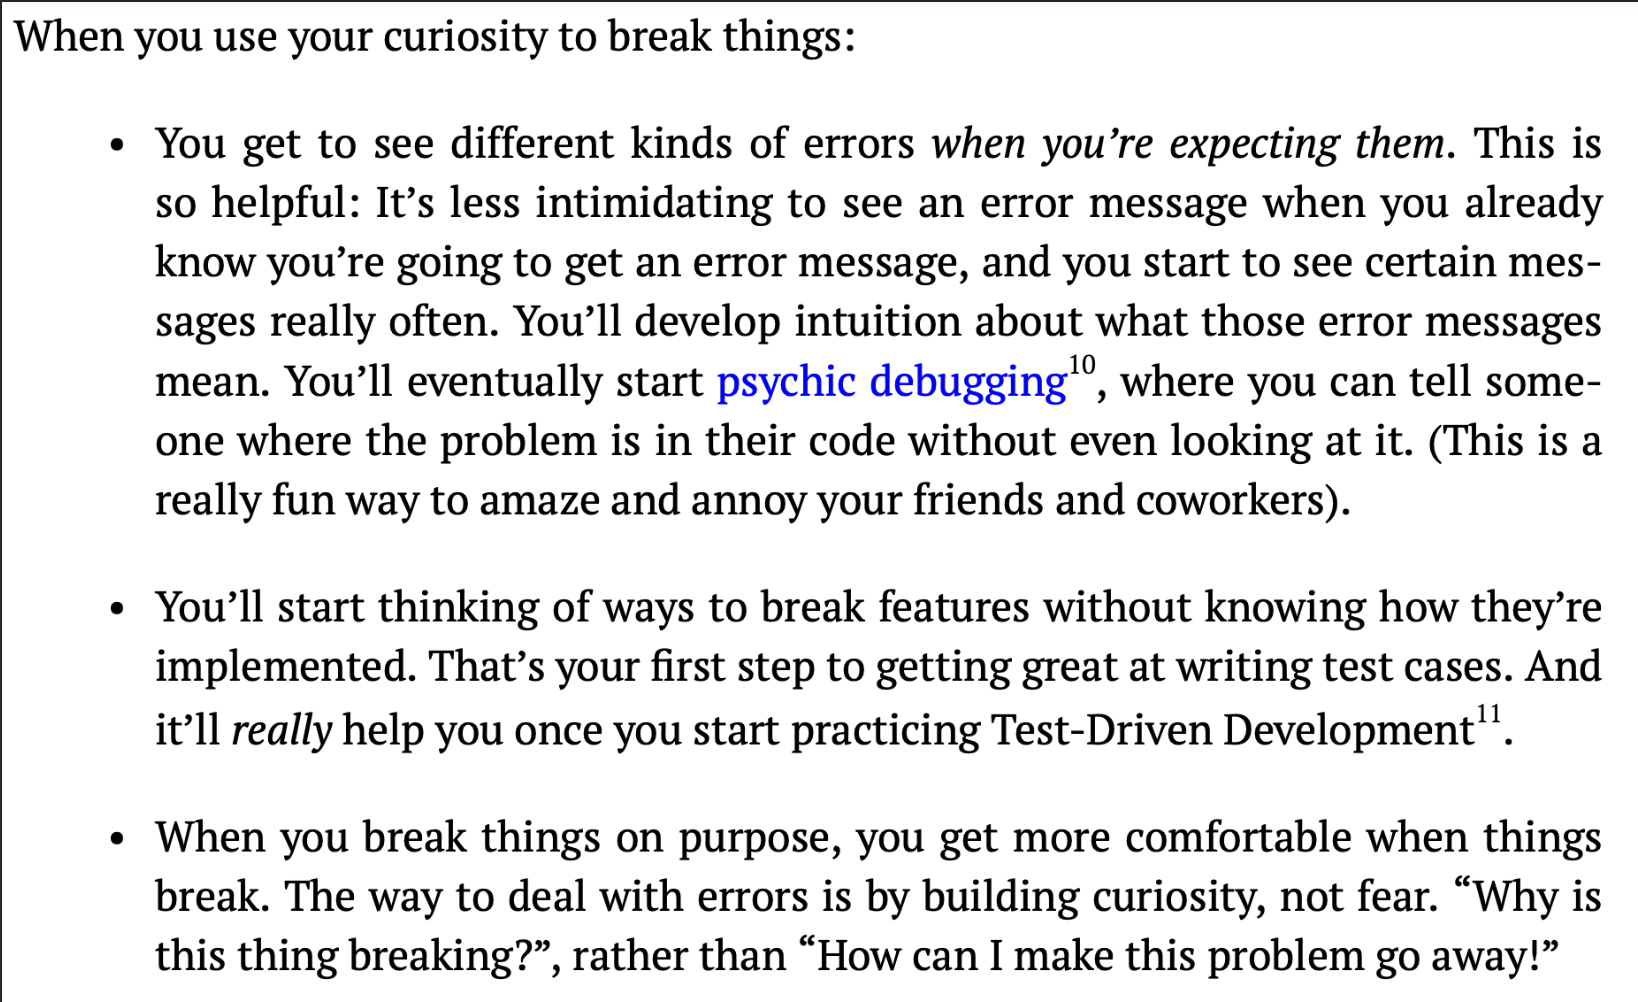 When you use your curiosity to break things:
• You get to see different kinds of errors when you’re expecting them. This is
so helpful: It’s less intimidating to see an error message when you already
know you’re going to get an error message, and you start to see certain mes-
sages really often. You’ll develop intuition about what those error messages
mean. You’ll eventually start psychic debugging10, where you can tell some-
one where the problem is in their code without even looking at it. (This is a
really fun way to amaze and annoy your friends and coworkers).
• You’ll start thinking of ways to break features without knowing how they’re
implemented. That’s your first step to getting great at writing test cases. And
it’ll really help you once you start practicing Test-Driven Development11.
• When you break things on purpose, you get more comfortable when things
break. The way to deal with errors is by building curiosity, not fear. “Why is
this thing breaking?”, rather than “How can I make this problem go away!”